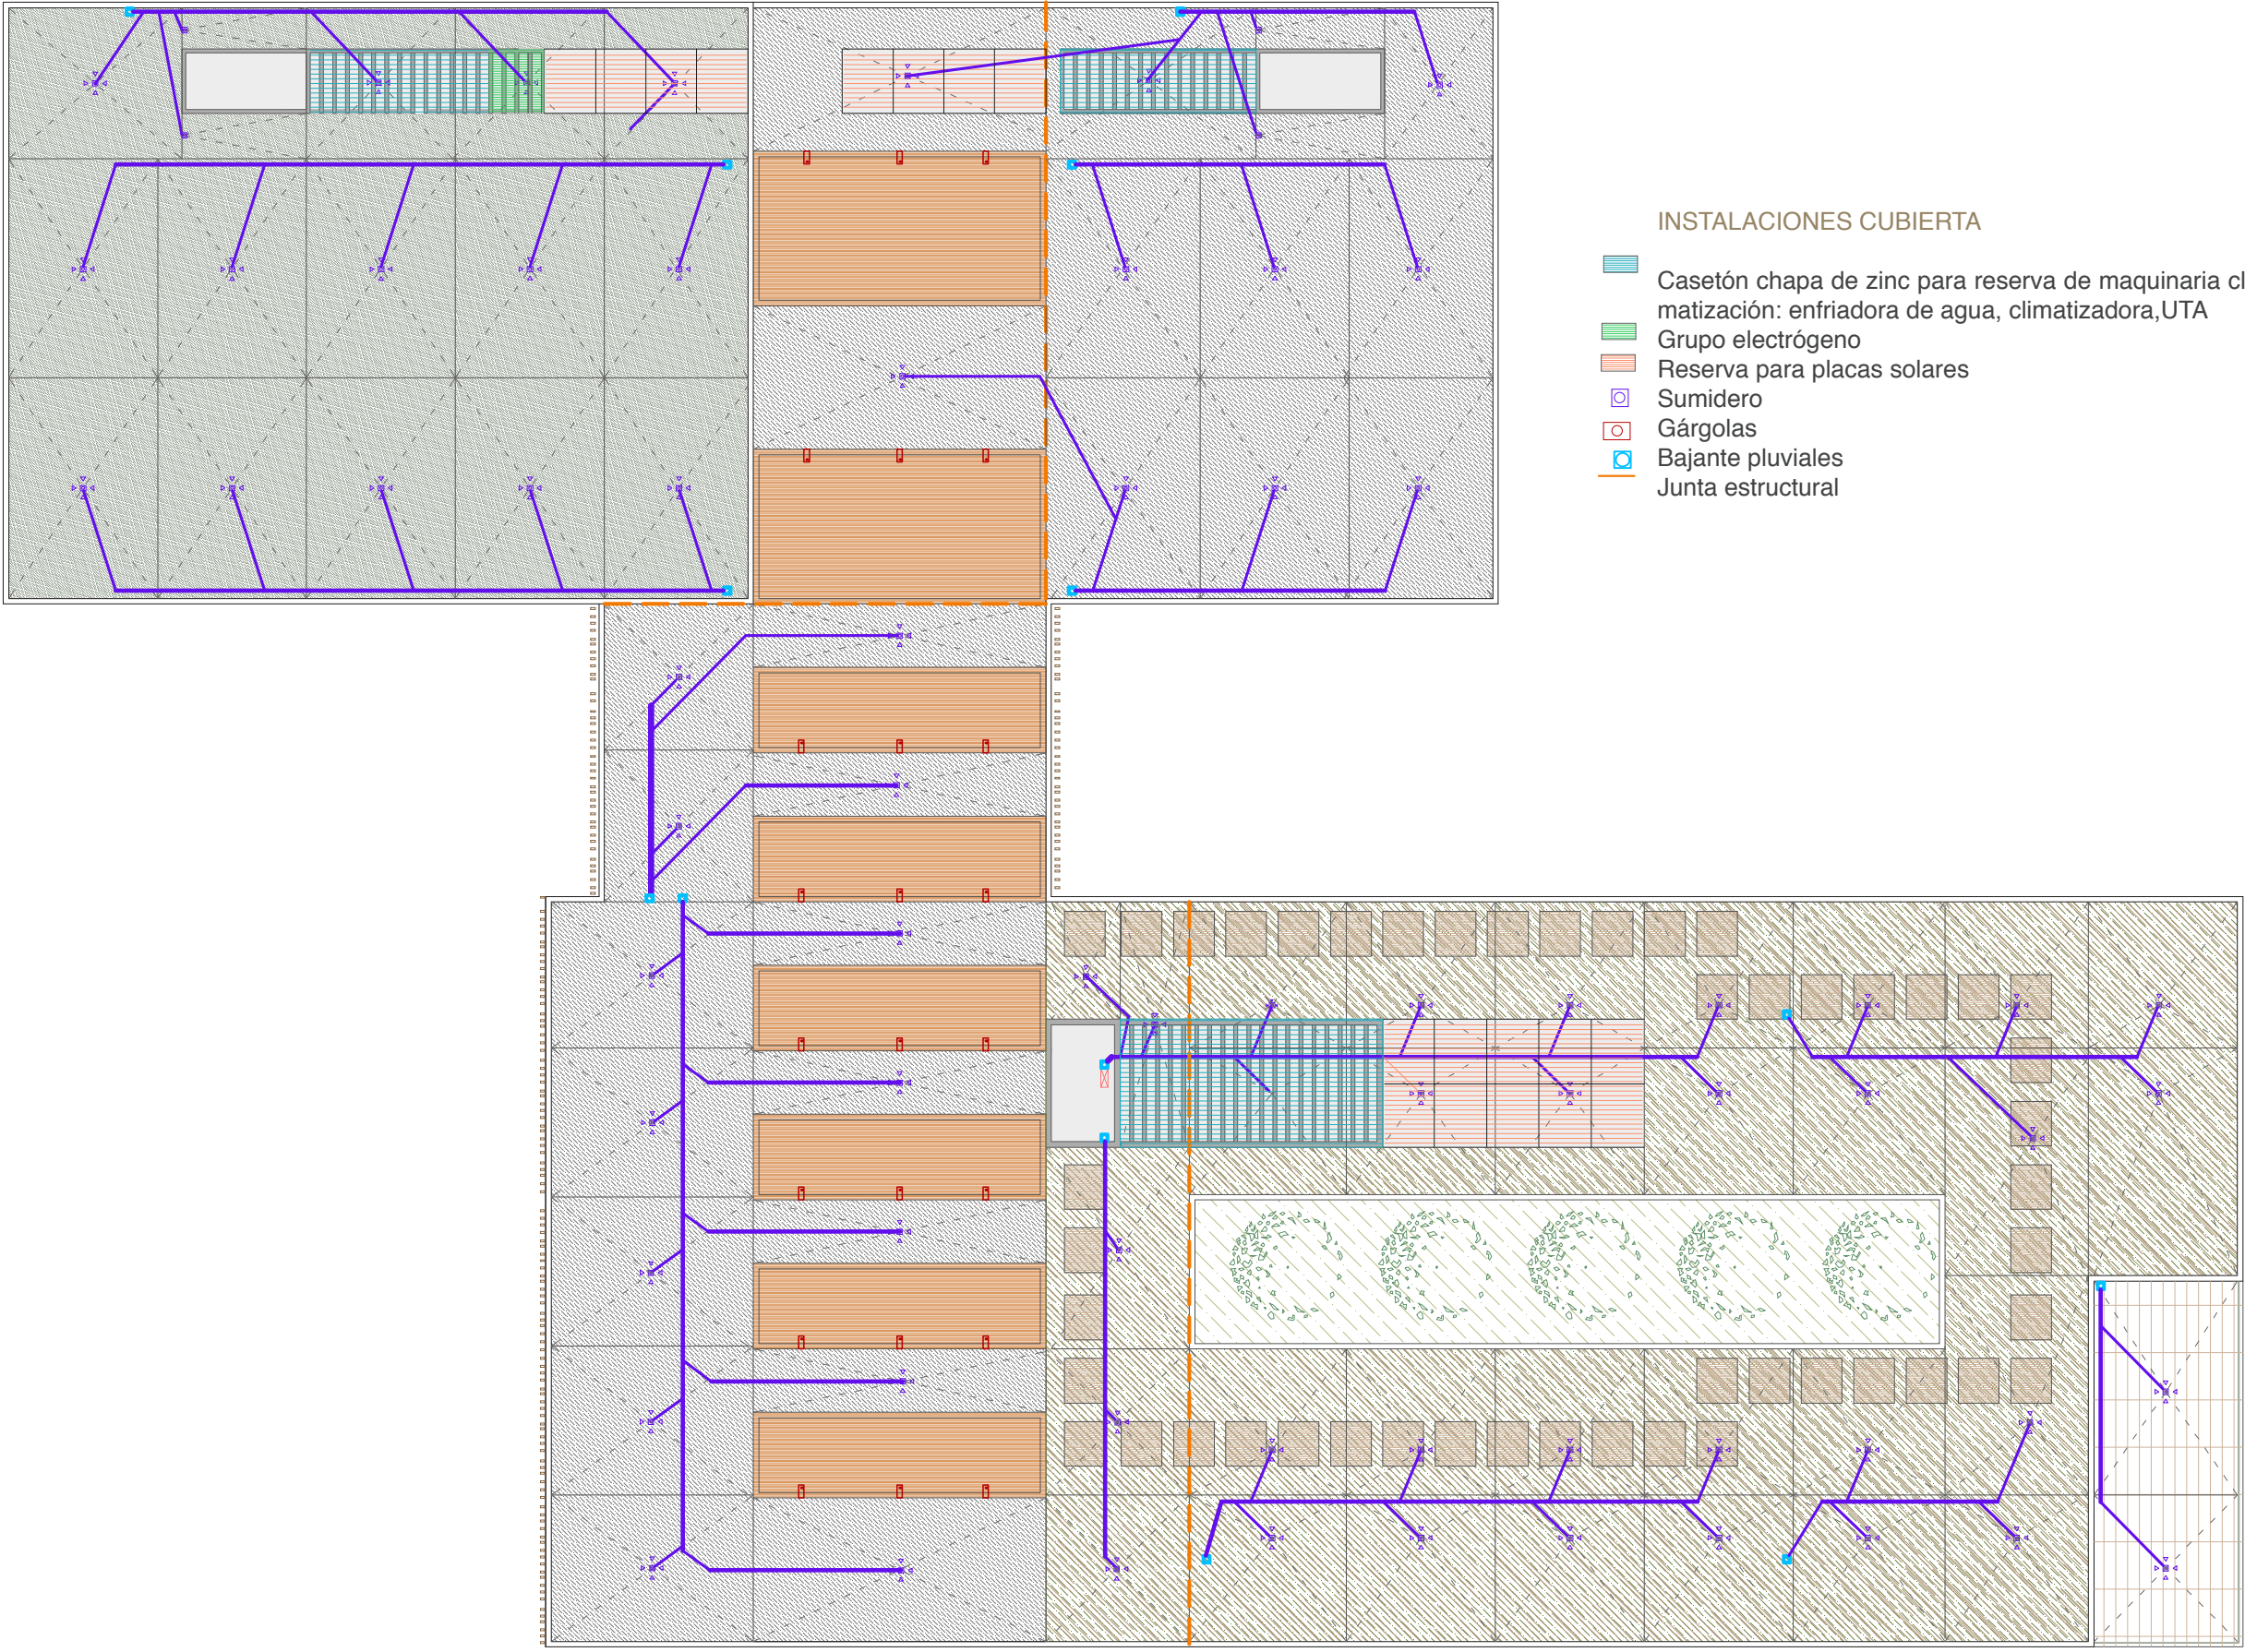 INSTALACIONES CUBIERTA
Casetón chapa de zinc para reserva de maquinaria cl
matización: enfriadora de agua, climatizadora,UTA
Grupo electrógeno
Reserva para placas solares
Sumidero
Gárgolas
Bajante pluviales
Junta estructural